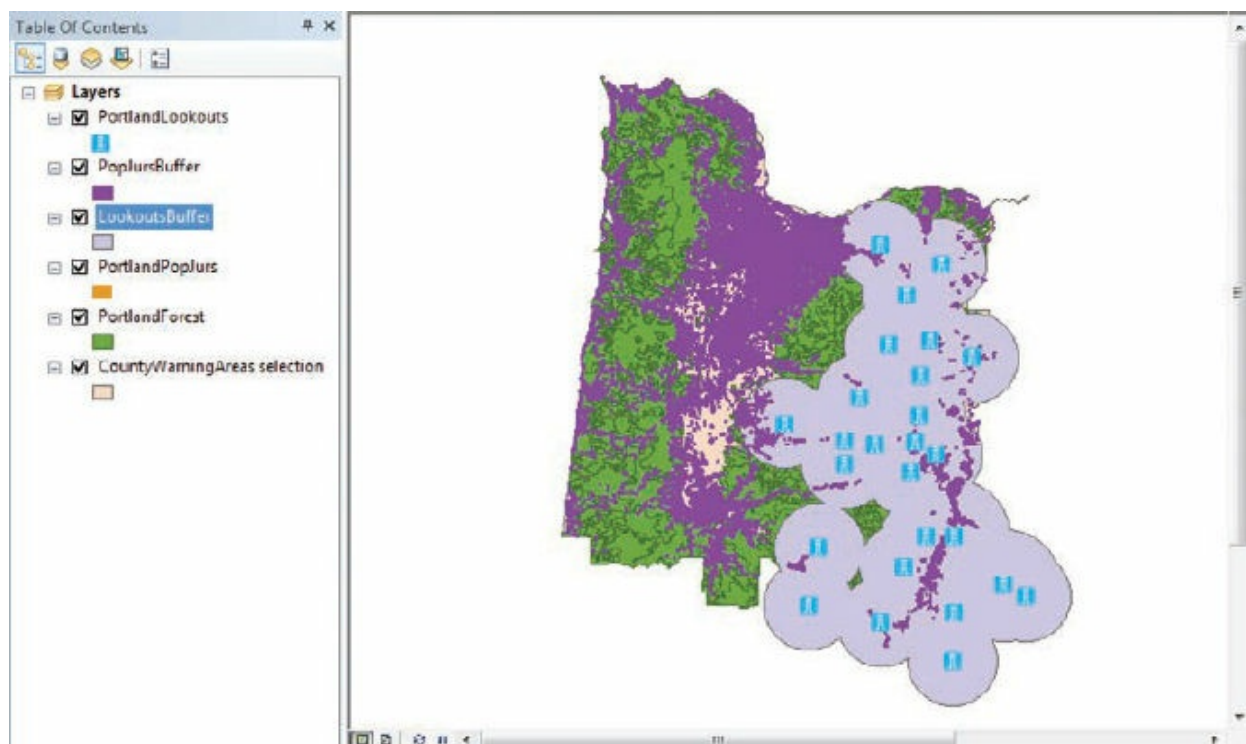 Table Of Contents
Layers
PortlandLookouts
PopJursBuffer
LookoutsBuffer
PortlandPopJurs
PortlandForest
CountyWarningAreas selection